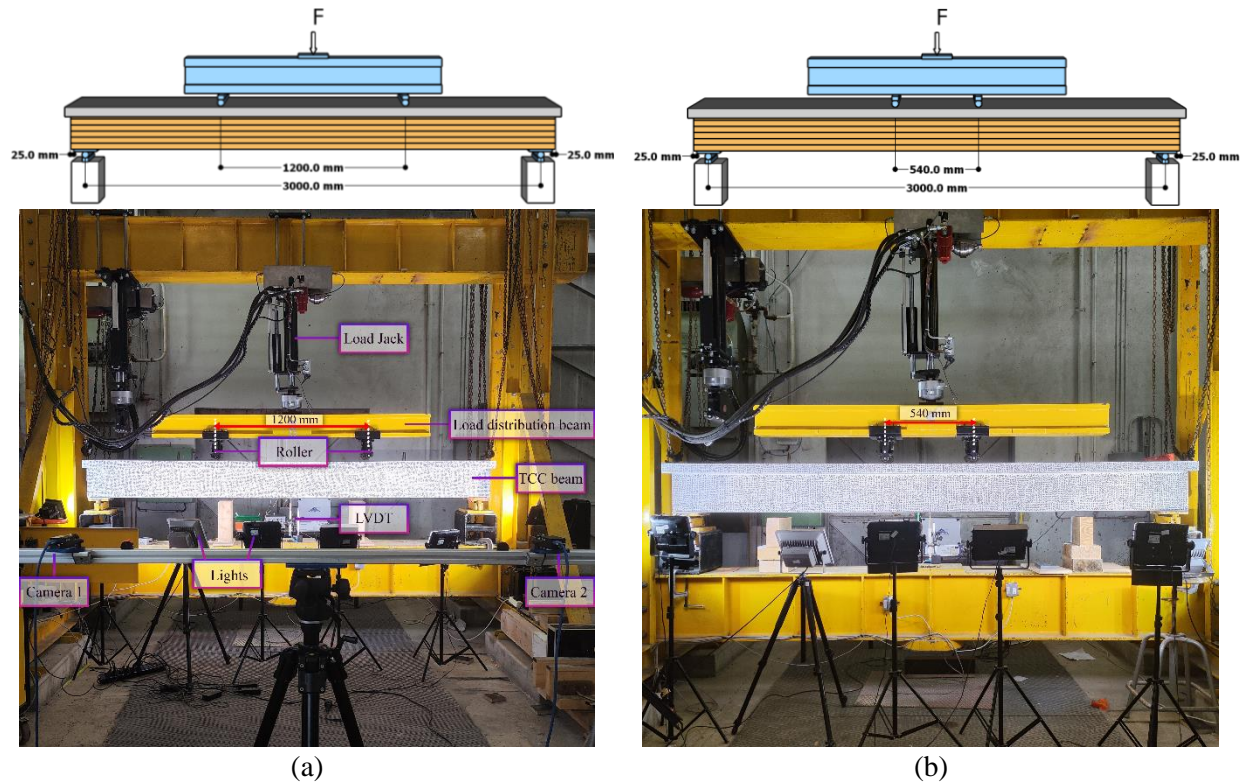 F
F
25.0 mm
1200.0 mm
25.0 mm
3000.0 mm
25.0 mm
540.0 mm
25.0 mm
3000.0 mm
Load Jack
1200 mm
Load distribution beam
Roller
TCC beam
LVDT
Lights
Camera 1
Camera 2
540 mm
(a)
(b)